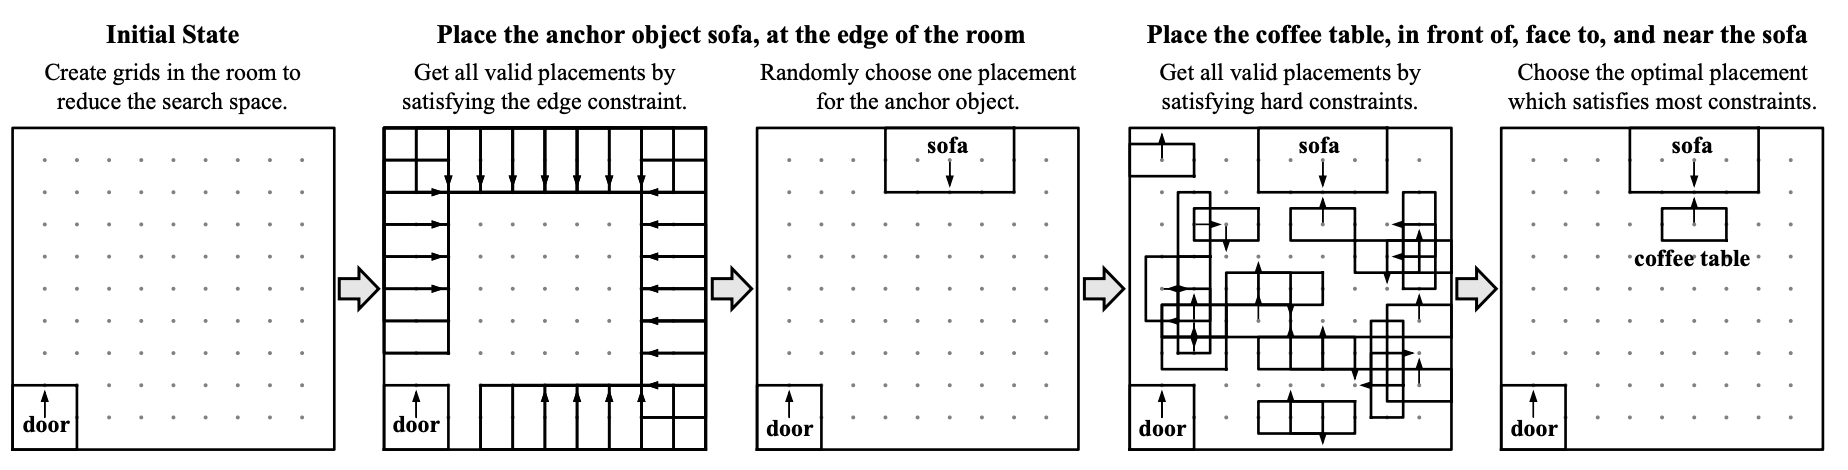 Initial State
Create grids in the room to
reduce the search space.
door
Place the anchor object sofa, at the edge of the room
Get all valid placements by
satisfying the edge constraint.
door
Randomly choose one placement
for the anchor object.
sofa
door
Place the coffee table, in front of, face to, and near the sofa
Get all valid placements by
satisfying hard constraints.
sofa
door
Choose the optimal placement
which satisfies most constraints.
sofa
coffee table
door